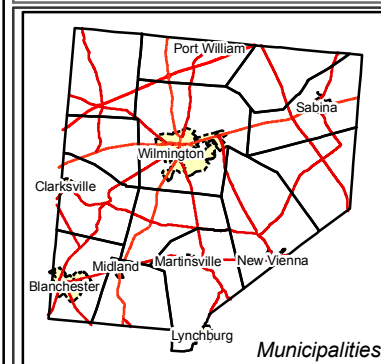 Port William
Sabina
Wilmington
Clarksville
Midland
Martinsville
New Vienna
Blanchester
Lynchburg
Municipalities